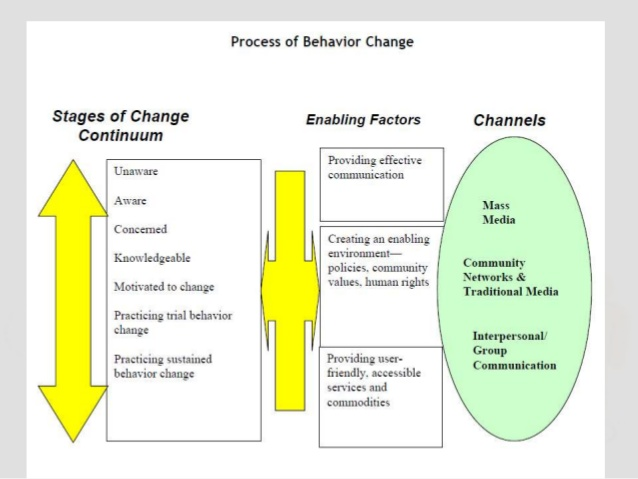 Process of Behavior Change
Stages of Change
Continuum
Unaware
Aware
Concerned
Knowledgeable
Motivated to change
Practicing trial behavior
change
Practicing sustained
behavior change
Enabling Factors
Providing effective
communication
Creating an enabling
environment—
policies, community
values, human rights
Providing user-
friendly, accessible
services and
commodities
Channels
Mass
Media
Community
Networks &
Traditional Media
Interpersonal/
Group
Communication